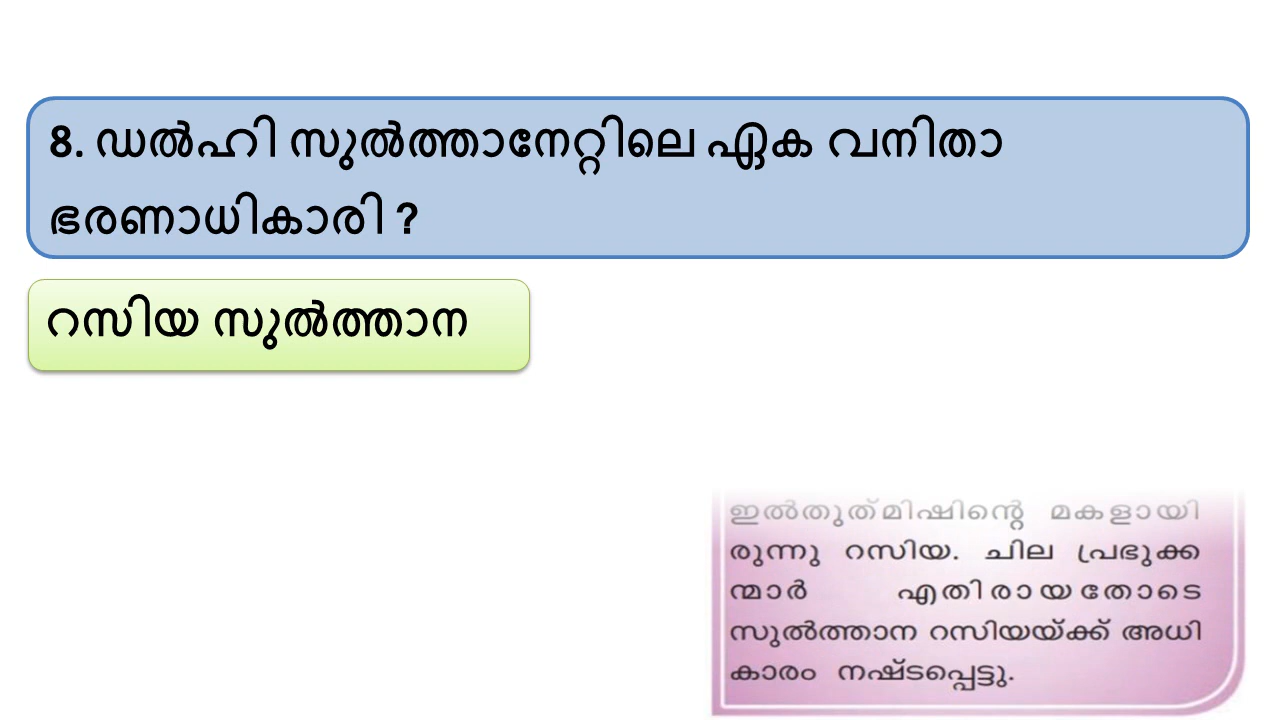 8. ഡൽഹി സുൽത്താനേറ്റിലെ ഏക വനിതാ
ഭരണാധികാരി ?
റസിയ സുൽത്താന
ഇൽതുത്മിഷിന്റെ മകളായി
രുന്നു റസിയ. ചില പ്രഭുക്ക
ന്മാർ എതിരായതോടെ
സുൽത്താന റസിയയ്ക്ക് അധി
കാരം നഷ്ടപ്പെട്ടു.